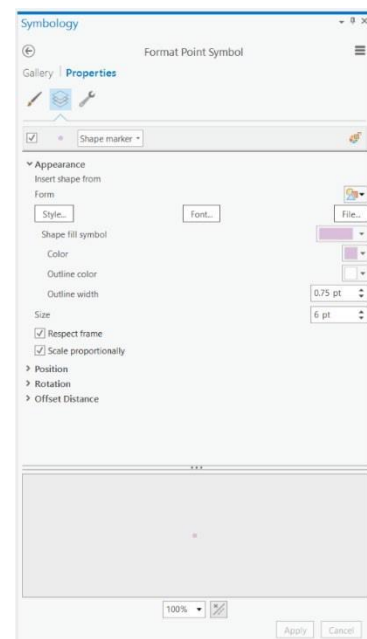 Symbology
Format Point Symbol
Gallery | Properties
Shape marker
Appearance
Insert shape from
Form
Style... Font... File...
Shape fill symbol
Color
Outline color
Outline width 0.75 pt
Size 6 pt
Respect frame
Scale proportionally
Position
Rotation
Offset Distance
100%
Apply Cancel